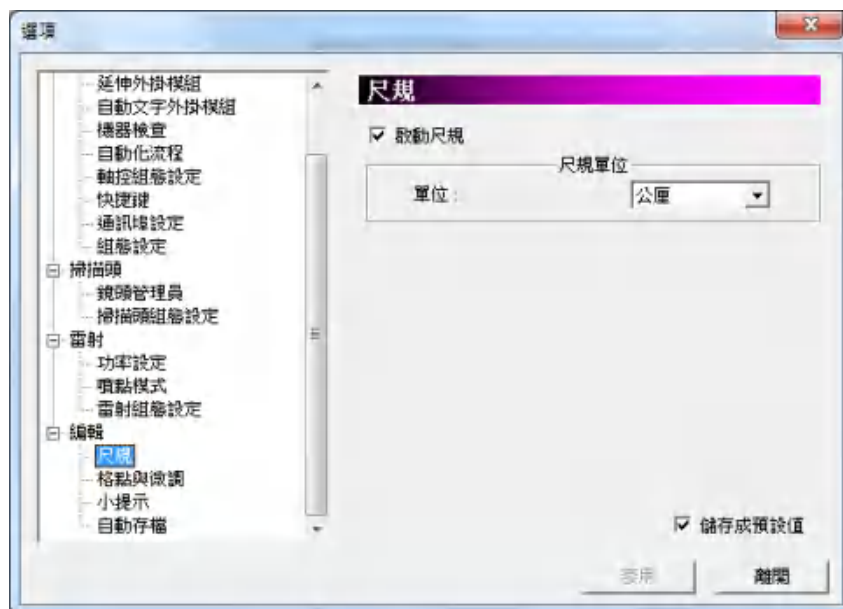 選項
延伸外掛模組
自動文字外掛模組
機器檢查
自動化流程
軸控組態設定
快捷鍵
通訊埠設定
組態設定
掃描頭
鏡頭管理員
掃描頭組態設定
雷射
功率設定
噴點模式
雷射組態設定
編輯
尺規
格點與微調
小提示
自動存檔
尺規
啟動尺規
尺規單位
單位 :
公厘
儲存成預設值
套用
離開